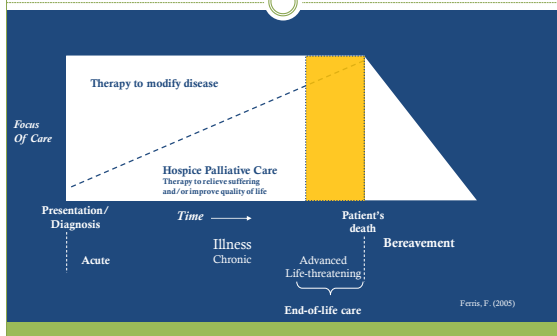 Therapy to modify disease
Focus
Of Care
Hospice Palliative Care
Therapy to relieve suffering
and/or improve quality of life
Presentation/
Diagnosis
Time
Patient's
death
Acute
Illness
Chronic
Bereavement
Advanced
Life-threatening
End-of-life care
Ferris, F. (2005)